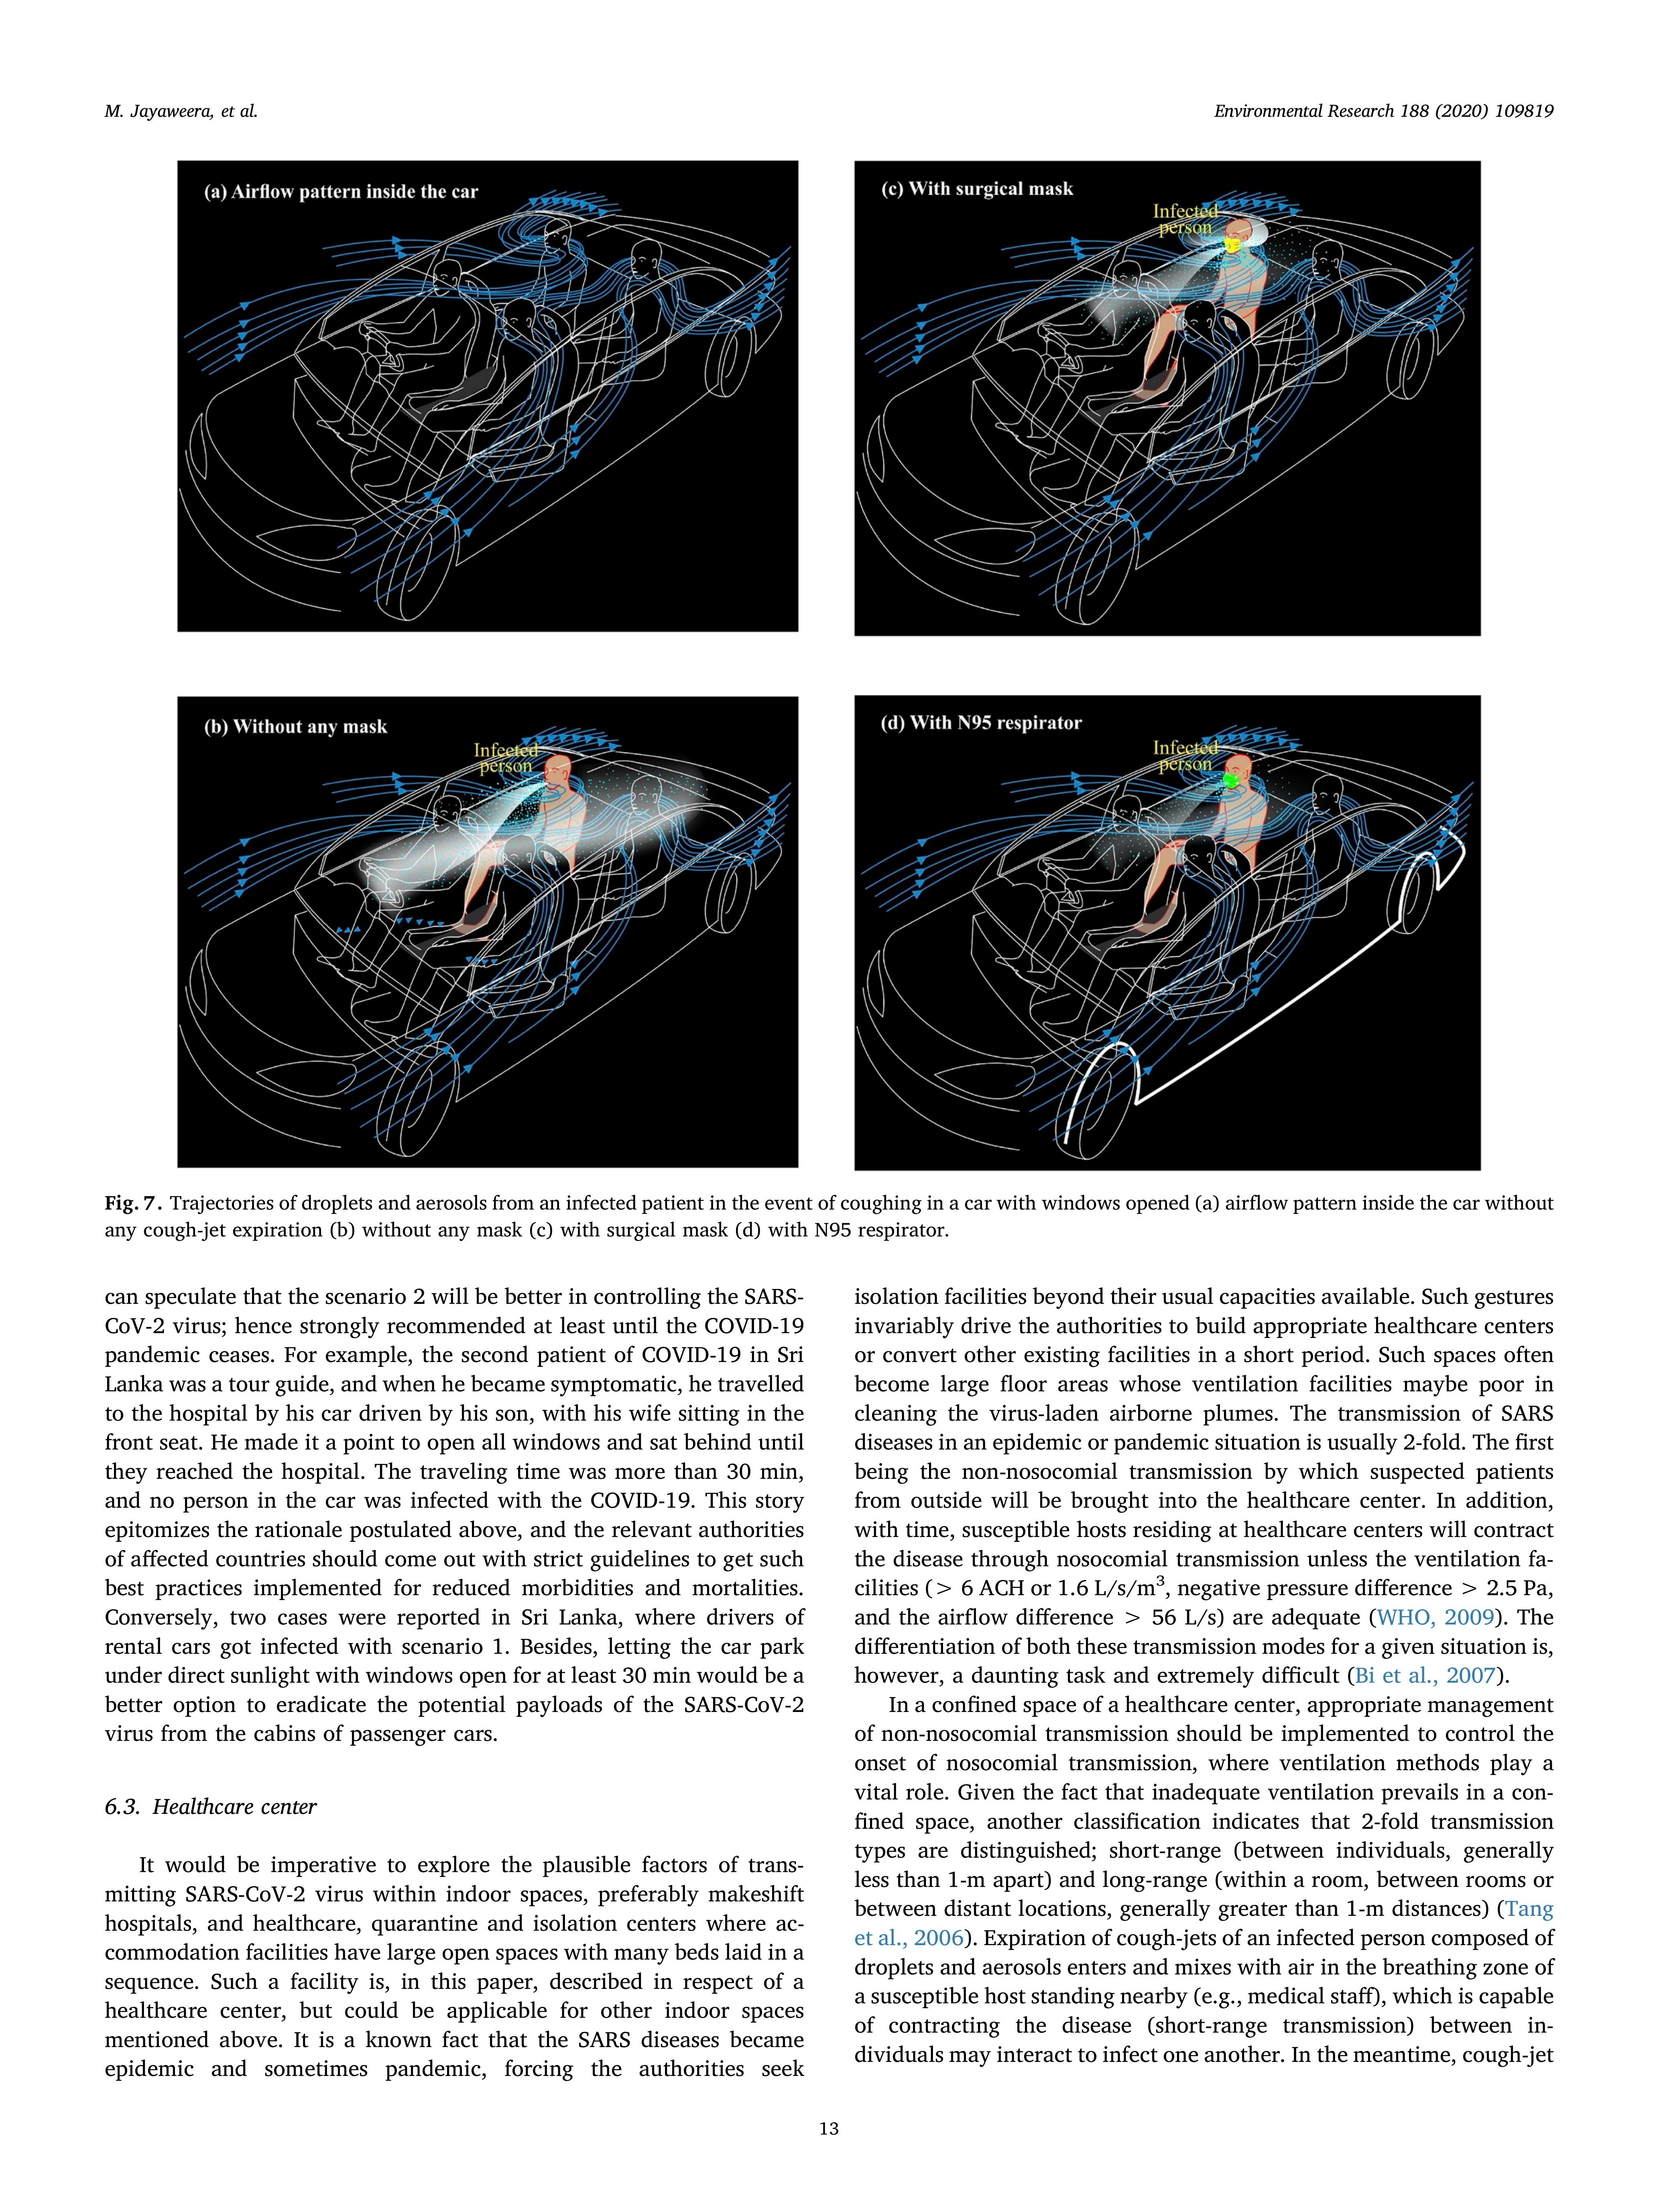 M. Jayaweera, et al.
Environmental Research 188 (2020) 109819
(a) Airflow pattern inside the car
(c) With surgical mask
Infected
person
(b) Without any mask
Infected
person
(d) With N95 respirator
Infected
person
Fig. 7. Trajectories of droplets and aerosols from an infected patient in the event of coughing in a car with windows opened (a) airflow pattern inside the car without
any cough-jet expiration (b) without any mask (c) with surgical mask (d) with N95 respirator.
can speculate that the scenario 2 will be better in controlling the SARS-
CoV-2 virus; hence strongly recommended at least until the COVID-19
pandemic ceases. For example, the second patient of COVID-19 in Sri
Lanka was a tour guide, and when he became symptomatic, he travelled
to the hospital by his car driven by his son, with his wife sitting in the
front seat. He made it a point to open all windows and sat behind until
they reached the hospital. The traveling time was more than 30 min,
and no person in the car was infected with the COVID-19. This story
epitomizes the rationale postulated above, and the relevant authorities
of affected countries should come out with strict guidelines to get such
best practices implemented for reduced morbidities and mortalities.
Conversely, two cases were reported in Sri Lanka, where drivers of
rental cars got infected with scenario 1. Besides, letting the car park
under direct sunlight with windows open for at least 30 min would be a
better option to eradicate the potential payloads of the SARS-CoV-2
virus from the cabins of passenger cars.
6.3. Healthcare center
It would be imperative to explore the plausible factors of trans-
mitting SARS-CoV-2 virus within indoor spaces, preferably makeshift
hospitals, and healthcare, quarantine and isolation centers where ac-
commodation facilities have large open spaces with many beds laid in a
sequence. Such a facility is, in this paper, described in respect of a
healthcare center, but could be applicable for other indoor spaces
mentioned above. It is a known fact that the SARS diseases became
epidemic and sometimes pandemic, forcing the authorities seek
isolation facilities beyond their usual capacities available. Such gestures
invariably drive the authorities to build appropriate healthcare centers
or convert other existing facilities in a short period. Such spaces often
become large floor areas whose ventilation facilities maybe poor in
cleaning the virus-laden airborne plumes. The transmission of SARS
diseases in an epidemic or pandemic situation is usually 2-fold. The first
being the non-nosocomial transmission by which suspected patients
from outside will be brought into the healthcare center. In addition,
with time, susceptible hosts residing at healthcare centers will contract
the disease through nosocomial transmission unless the ventilation fa-
cilities (> 6 ACH or 1.6 L/s/m³, negative pressure difference > 2.5 Pa,
and the airflow difference > 56 L/s) are adequate (WHO, 2009). The
differentiation of both these transmission modes for a given situation is,
however, a daunting task and extremely difficult (Bi et al., 2007).
In a confined space of a healthcare center, appropriate management
of non-nosocomial transmission should be implemented to control the
onset of nosocomial transmission, where ventilation methods play a
vital role. Given the fact that inadequate ventilation prevails in a con-
fined space, another classification indicates that 2-fold transmission
types are distinguished; short-range (between individuals, generally
less than 1-m apart) and long-range (within a room, between rooms or
between distant locations, generally greater than 1-m distances) (Tang
et al., 2006). Expiration of cough-jets of an infected person composed of
droplets and aerosols enters and mixes with air in the breathing zone of
a susceptible host standing nearby (e.g., medical staff), which is capable
of contracting the disease (short-range transmission) between in-
dividuals may interact to infect one another. In the meantime, cough-jet
13